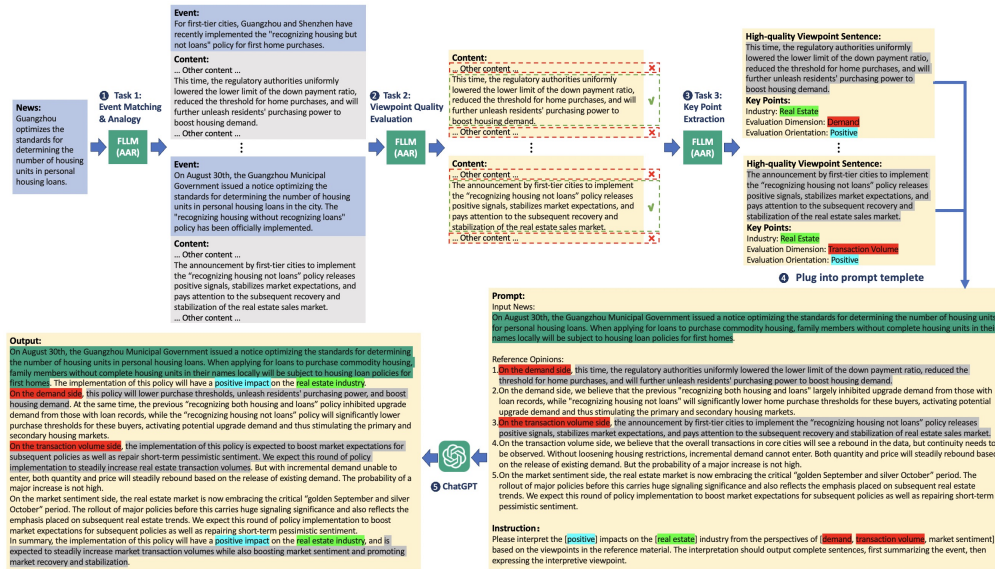 News:
Guangzhou
optimizes the
standards for
determining the
number of housing
units in personal
housing loans.
❶ Task 1:
Event Matching
& Analogy
FLLM
(AAR)
Event:
For first-tier cities, Guangzhou and Shenzhen have
recently implemented the "recognizing housing but
not loans" policy for first home purchases.
Content:
... Other content ...
This time, the regulatory authorities uniformly
lowered the lower limit of the down payment ratio,
reduced the threshold for home purchases, and will
further unleash residents' purchasing power to
boost housing demand.
... Other content ...
⋮
Event:
On August 30th, the Guangzhou Municipal
Government issued a notice optimizing the
standards for determining the number of housing
units in personal housing loans in the city. The
"recognizing housing without recognizing loans"
policy has been officially implemented.
Content:
... Other content ...
The announcement by first-tier cities to implement
the “recognizing housing not loans” policy releases
positive signals, stabilizes market expectations, and
pays attention to the subsequent recovery and
stabilization of the real estate sales market.
... Other content ...
❷ Task 2:
Viewpoint Quality
Evaluation
FLLM
(AAR)
Content:
... Other content ...
This time, the regulatory authorities uniformly
lowered the lower limit of the down payment ratio,
reduced the threshold for home purchases, and will
further unleash residents' purchasing power to
boost housing demand.
... Other content ...
⋮
Content:
... Other content ...
The announcement by first-tier cities to implement
the “recognizing housing not loans” policy releases
positive signals, stabilizes market expectations, and
pays attention to the subsequent recovery and
stabilization of the real estate sales market.
... Other content ...
❸ Task 3:
Key Point
Extraction
FLLM
(AAR)
High-quality Viewpoint Sentence:
This time, the regulatory authorities uniformly
lowered the lower limit of the down payment ratio,
reduced the threshold for home purchases, and will
further unleash residents' purchasing power to
boost housing demand.
Key Points:
Industry: Real Estate
Evaluation Dimension: Demand
Evaluation Orientation: Positive
⋮
High-quality Viewpoint Sentence:
The announcement by first-tier cities to implement
the “recognizing housing not loans” policy releases
positive signals, stabilizes market expectations, and
pays attention to the subsequent recovery and
stabilization of the real estate sales market.
Key Points:
Industry: Real Estate
Evaluation Dimension: Transaction Volume
Evaluation Orientation: Positive
❹ Plug into prompt templete
Prompt:
Input News:
On August 30th, the Guangzhou Municipal Government issued a notice optimizing the standards for determining the number of housing units
for personal housing loans. When applying for loans to purchase commodity housing, family members without complete housing units in their
names locally will be subject to housing loan policies for first homes.
Reference Opinions:
1.On the demand side, this time, the regulatory authorities uniformly lowered the lower limit of the down payment ratio, reduced the
threshold for home purchases, and will further unleash residents' purchasing power to boost housing demand.
2.On the demand side, we believe that the previous "recognizing both housing and loans" largely inhibited upgrade demand from those with
loan records, while "recognizing housing not loans" will significantly lower home purchase thresholds for these buyers, activating potential
upgrade demand and thus stimulating the primary and secondary housing markets.
3.On the transaction volume side, the announcement by first-tier cities to implement the "recognizing housing not loans" policy releases
positive signals, stabilizes market expectations, and pays attention to the subsequent recovery and stabilization of real estate sales market.
4.On the transaction volume side, we believe that the overall transactions in core cities will see a rebound in the data, but continuity needs to
be observed. Without loosening housing restrictions, incremental demand cannot enter. Both quantity and price will steadily rebound based
on the release of existing demand. But the probability of a major increase is not high.
5.On the market sentiment side, the real estate market is now embracing the critical "golden September and silver October" period. The
rollout of major policies before this carries huge signaling significance and also reflects the emphasis placed on subsequent real estate
trends. We expect this round of policy implementation to boost market expectations for subsequent policies as well as repairing short-term
pessimistic sentiment.
Instruction:
Please interpret the [positive] impacts on the [real estate] industry from the perspectives of [demand, transaction volume, market sentiment]
based on the viewpoints in the reference material. The interpretation should output complete sentences, first summarizing the event, then
expressing the interpretive viewpoint.
❺ ChatGPT
Output:
On August 30th, the Guangzhou Municipal Government issued a notice optimizing the standards for determining
the number of housing units in personal housing loans. When applying for loans to purchase commodity housing,
family members without complete housing units in their names locally will be subject to housing loan policies for
first homes. The implementation of this policy will have a positive impact on the real estate industry.
On the demand side, this policy will lower purchase thresholds, unleash residents' purchasing power, and boost
housing demand. At the same time, the previous "recognizing both housing and loans" policy inhibited upgrade
demand from those with loan records, while the "recognizing housing not loans" policy will significantly lower
purchase thresholds for these buyers, activating potential upgrade demand and thus stimulating the primary and
secondary housing markets.
On the transaction volume side, the implementation of this policy is expected to boost market expectations for
subsequent policies as well as repair short-term pessimistic sentiment. We expect this round of policy
implementation to steadily increase real estate transaction volumes. But with incremental demand unable to
enter, both quantity and price will steadily rebound based on the release of existing demand. The probability of a
major increase is not high.
On the market sentiment side, the real estate market is now embracing the critical "golden September and silver
October" period. The rollout of major policies before this carries huge signaling significance and also reflects the
emphasis placed on subsequent real estate trends. We expect this round of policy implementation to boost
market expectations for subsequent policies as well as repairing short-term pessimistic sentiment.
In summary, the implementation of this policy will have a positive impact on the real estate industry, and is
expected to steadily increase market transaction volumes while also boosting market sentiment and promoting
market recovery and stabilization.